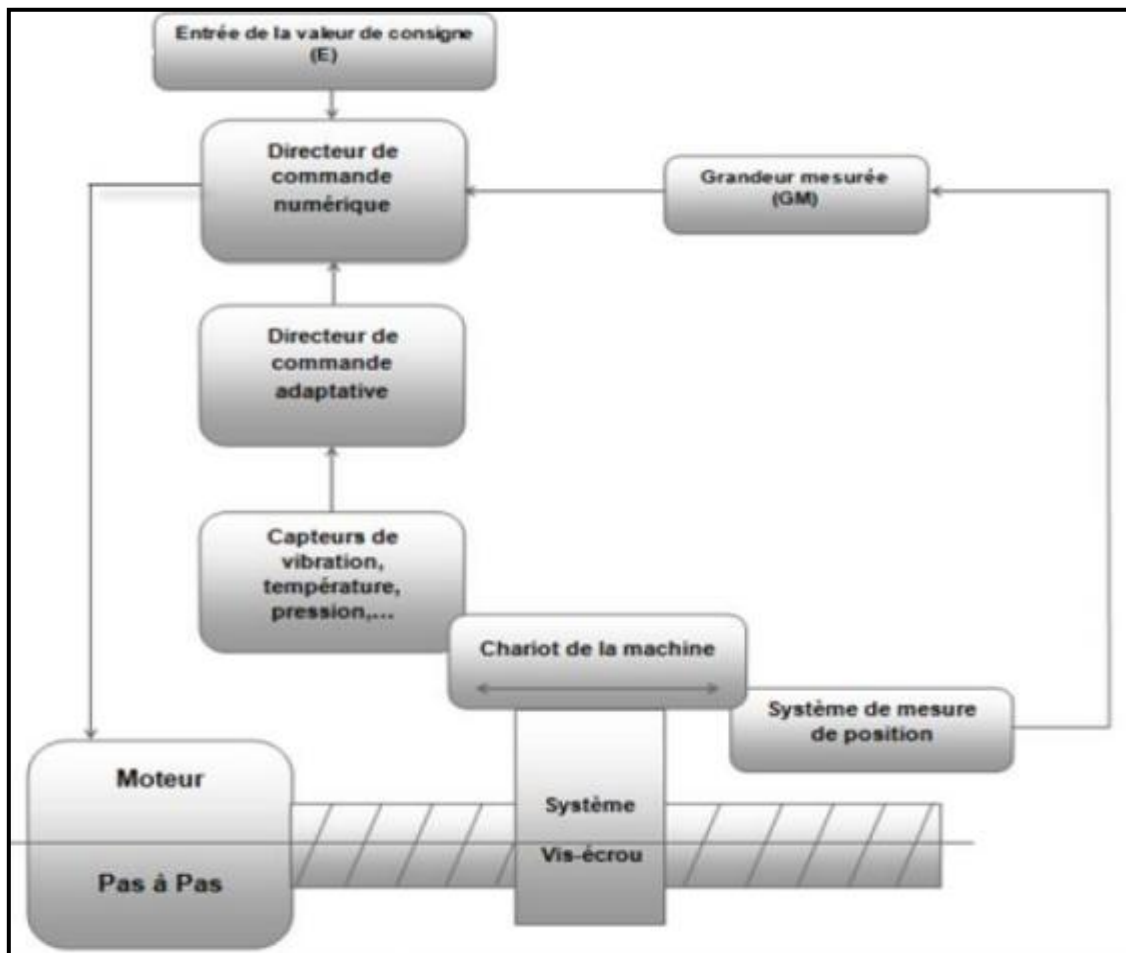 Entrée de la valeur de consigne
(E)
Directeur de
commande
numérique
Grandeur mesurée
(GM)
Directeur de
commande
adaptative
Capteurs de
vibration,
température,
pression,...
Chariot de la machine
Système de mesure
de position
Moteur
Pas à Pas
Système
Vis-écrou